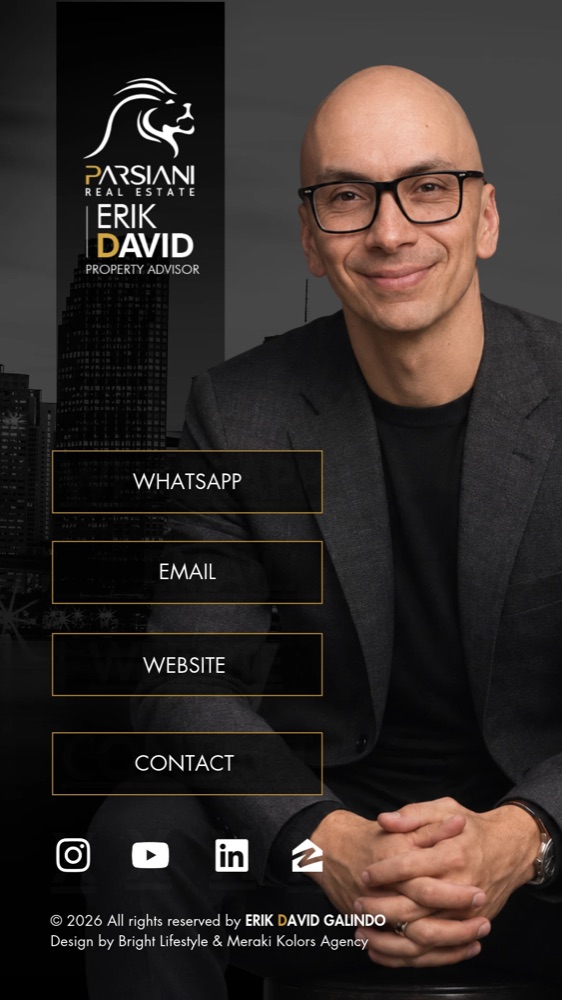 PARSIANI
REAL ESTATE
ERIK
DAVID
PROPERTY ADVISOR
WHATSAPP
EMAIL
WEBSITE
CONTACT
in
© 2026 All rights reserved by ERIK DAVID GALINDO
Design by Bright Lifestyle & Meraki Kolors Agency